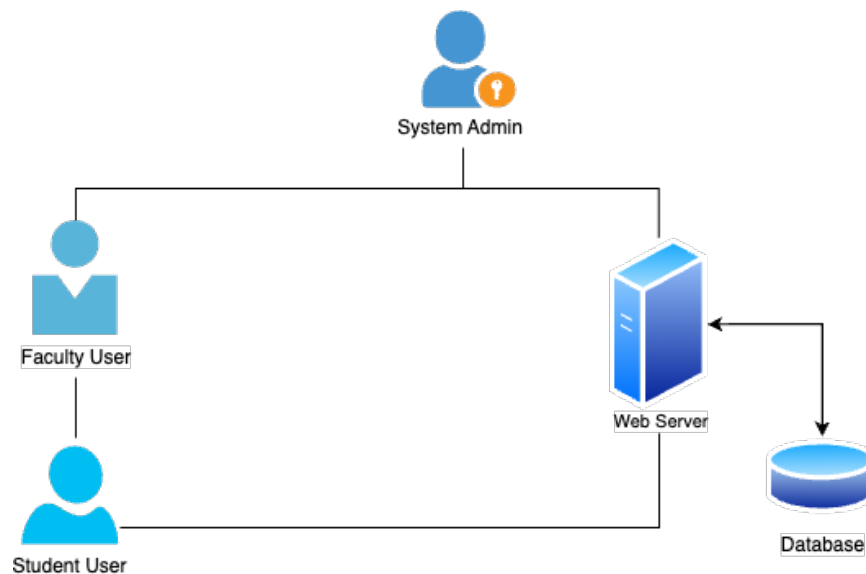 System Admin
Faculty User
Web Server
Database
Student User